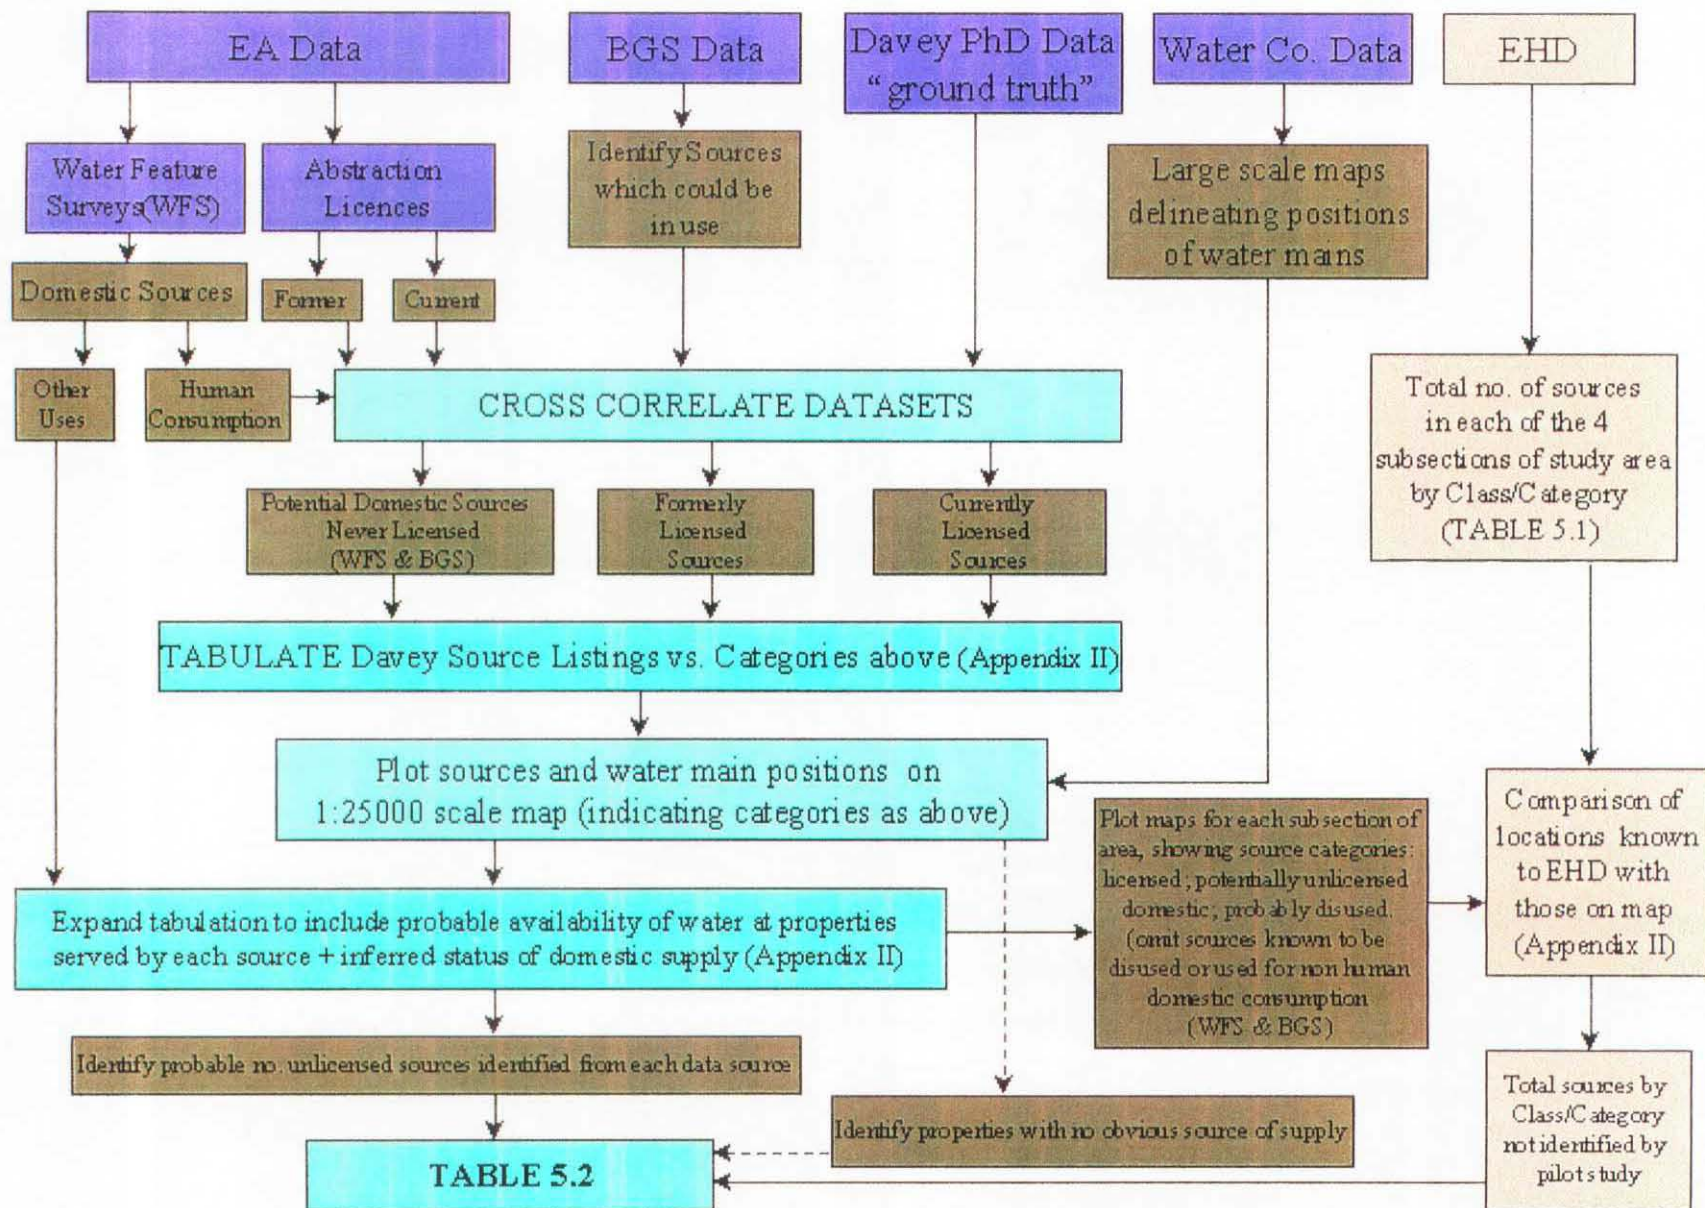 EA Data
BGS Data
Davey PhD Data
"ground truth"
Water Co. Data
EHD
Water Feature
Surveys(WFS)
Abstraction
Licences
Identify Sources
which could be
in use
Large scale maps
delineating positions
of water mains
Domestic Sources
Former
Current
Other
Uses
Human
Consumption
CROSS CORRELATE DATASETS
Total no. of sources
in each of the 4
subsections of study area
by Class/Category
(TABLE 5.1)
Potential Domestic Sources
Never Licensed
(WFS & BGS)
Formerly
Licensed
Sources
Currently
Licensed
Sources
TABULATE Davey Source Listings vs. Categories above (Appendix II)
Plot sources and water main positions on
1:25000 scale map (indicating categories as above)
Plot maps for each subsection of
area, showing source categories:
licensed; potentially unlicensed
domestic; probably disused.
(omit sources known to be
disused or used for non human
domestic consumption
(WFS & BGS)
Comparison of
locations known
to EHD with
those on map
(Appendix II)
Expand tabulation to include probable availability of water at properties
served by each source + inferred status of domestic supply (Appendix II)
Identify probable no. unlicensed sources identified from each data source
Identify properties with no obvious source of supply
Total sources by
Class/Category
not identified by
pilot study
TABLE 5.2